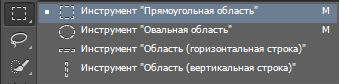 Инструмент "Прямоугольная область" M
Инструмент "Овальная область" M
Инструмент "Область (горизонтальная строка)"
Инструмент "Область (вертикальная строка)"